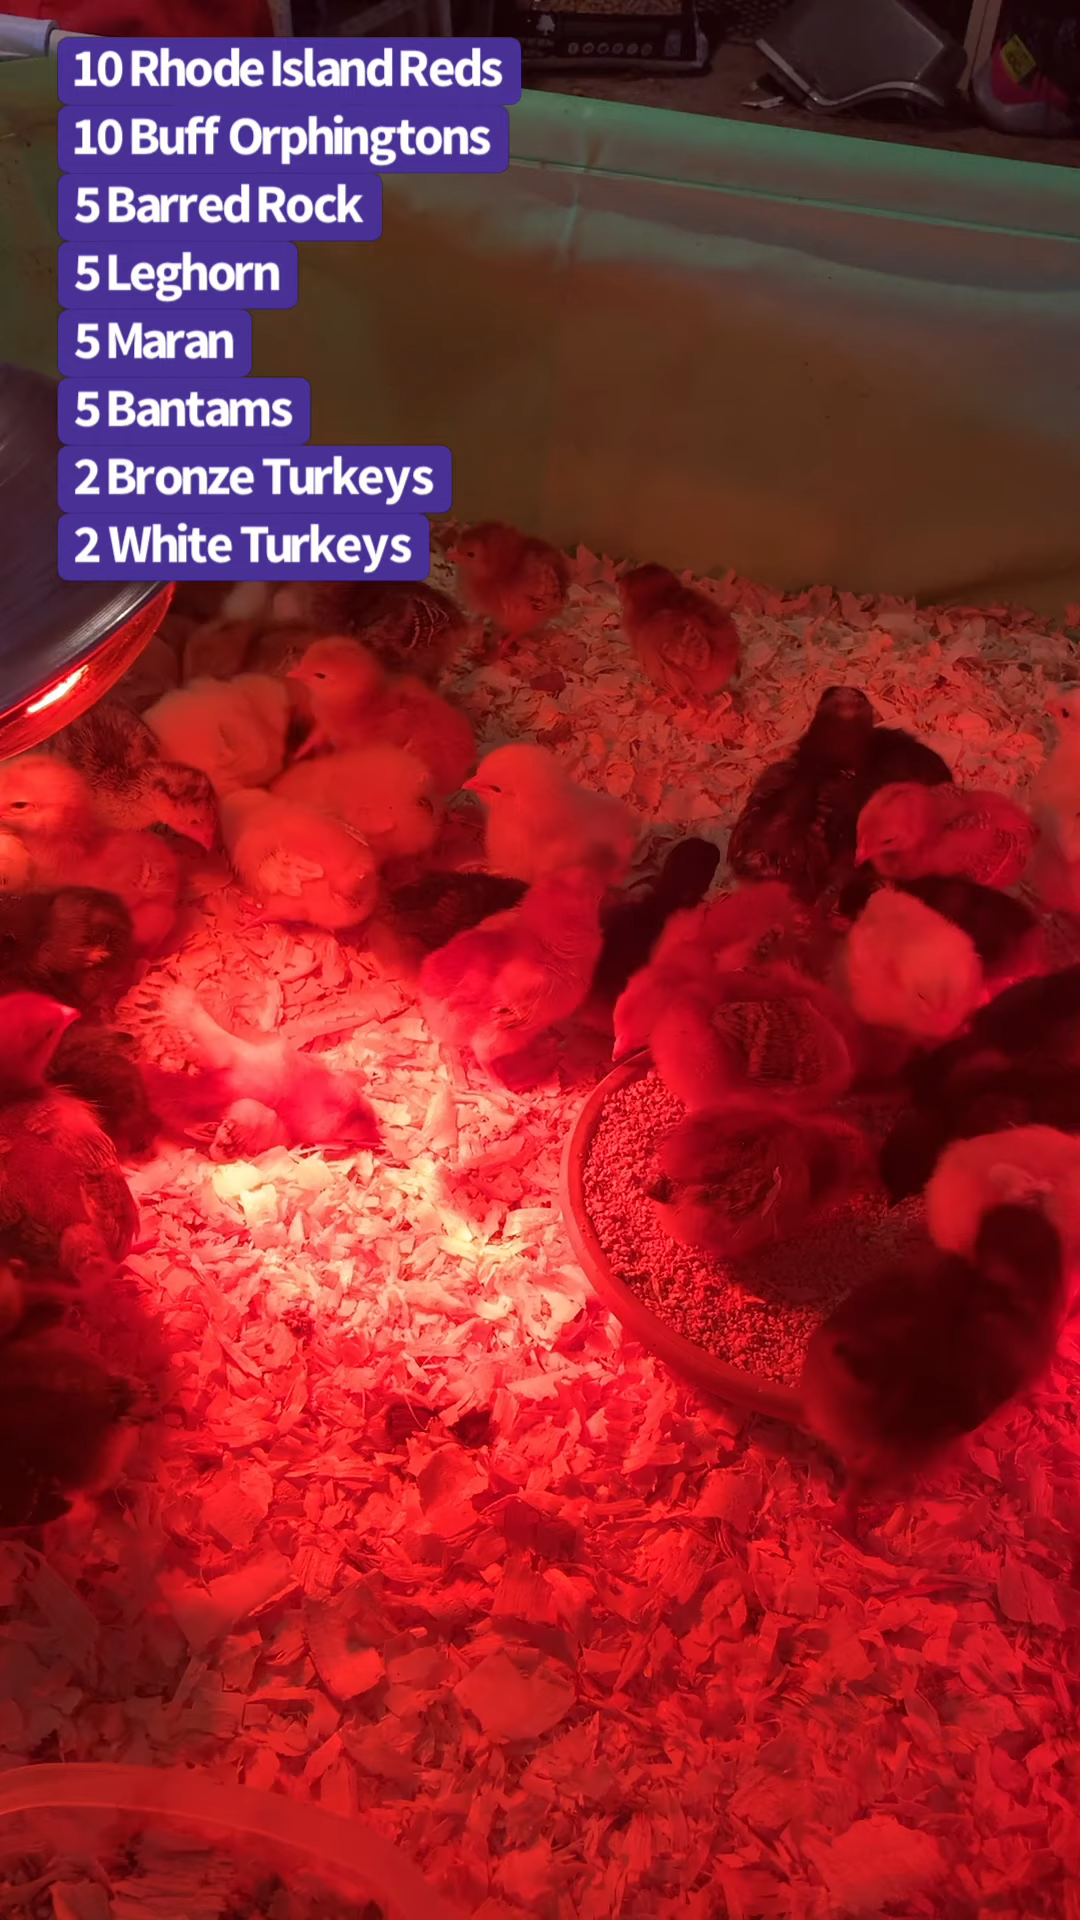 10 Rhode Island Reds
10 Buff Orphingtons
5 Barred Rock
5 Leghorn
5 Maran
5 Bantams
2 Bronze Turkeys
2 White Turkeys